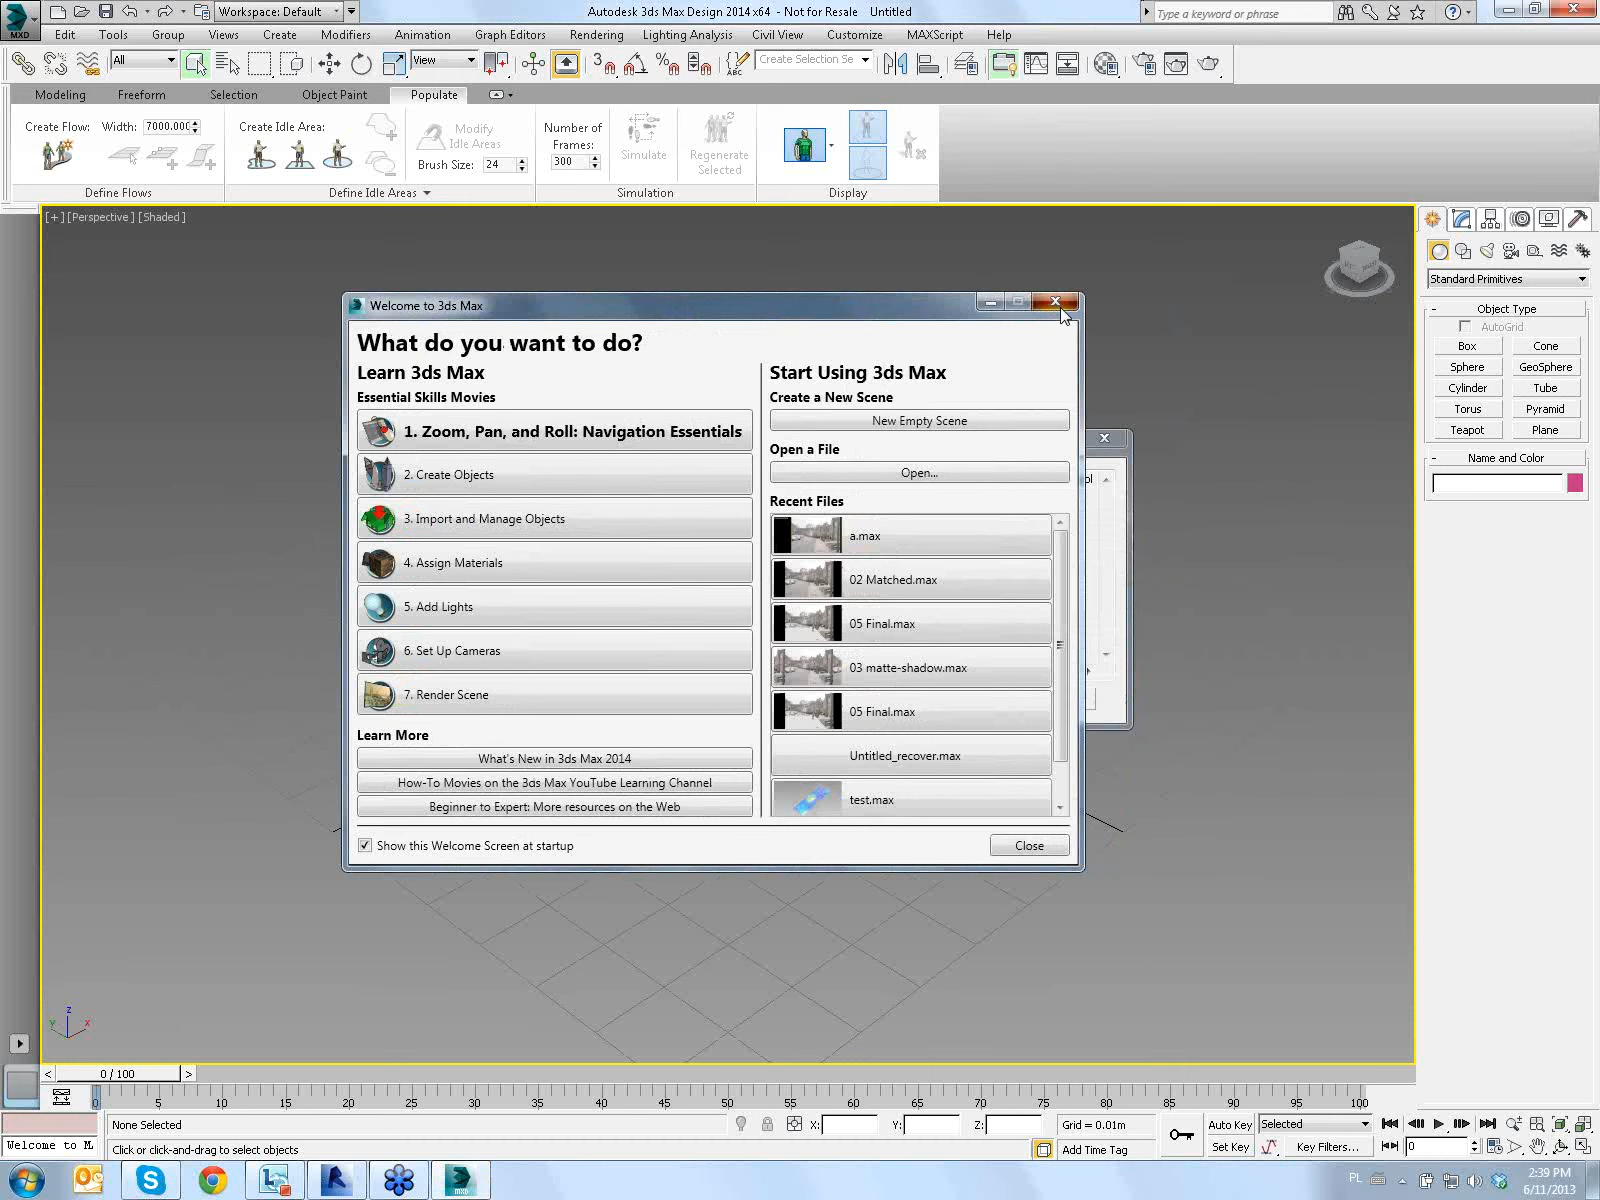 Workspace: Default
Autodesk 3ds Max Design 2014 x64 - Not for Resale Untitled
Type a keyword or phrase
MXD
Edit Tools Group Views Create Modifiers Animation Graph Editors Rendering Lighting Analysis Civil View Customize MAXScript Help
All
View
3
ABC
Create Selection Se
Modeling Freeform Selection Object Paint Populate
Create Flow: Width: 7000.000
Create Idle Area:
Modify
Idle Areas
Brush Size: 24
Number of
Frames:
300
Simulate
Regenerate
Selected
Define Flows Define Idle Areas Simulation Display
[+] [Perspective] [Shaded]
Standard Primitives
- Object Type
AutoGrid
Box Cone
Sphere GeoSphere
Cylinder Tube
Torus Pyramid
Teapot Plane
- Name and Color
Welcome to 3ds Max
What do you want to do?
Learn 3ds Max
Essential Skills Movies
1. Zoom, Pan, and Roll: Navigation Essentials
2. Create Objects
3. Import and Manage Objects
4. Assign Materials
5. Add Lights
6. Set Up Cameras
7. Render Scene
Learn More
What's New in 3ds Max 2014
How-To Movies on the 3ds Max YouTube Learning Channel
Beginner to Expert: More resources on the Web
Start Using 3ds Max
Create a New Scene
New Empty Scene
Open a File
Open...
Recent Files
a.max
02 Matched.max
05 Final.max
03 matte-shadow.max
05 Final.max
Untitled_recover.max
test.max
Show this Welcome Screen at startup
Close
ol
z
y
x
< 0 / 100 >
0 5 10 15 20 25 30 35 40 45 50 55 60 65 70 75 80 85 90 95 100
None Selected
X: Y: Z:
Grid = 0.01m
Auto Key Selected
Welcome to M.
Click or click-and-drag to select objects
Add Time Tag
Set Key Key Filters...
0
MXD
PL
2:39 PM
6/11/2013